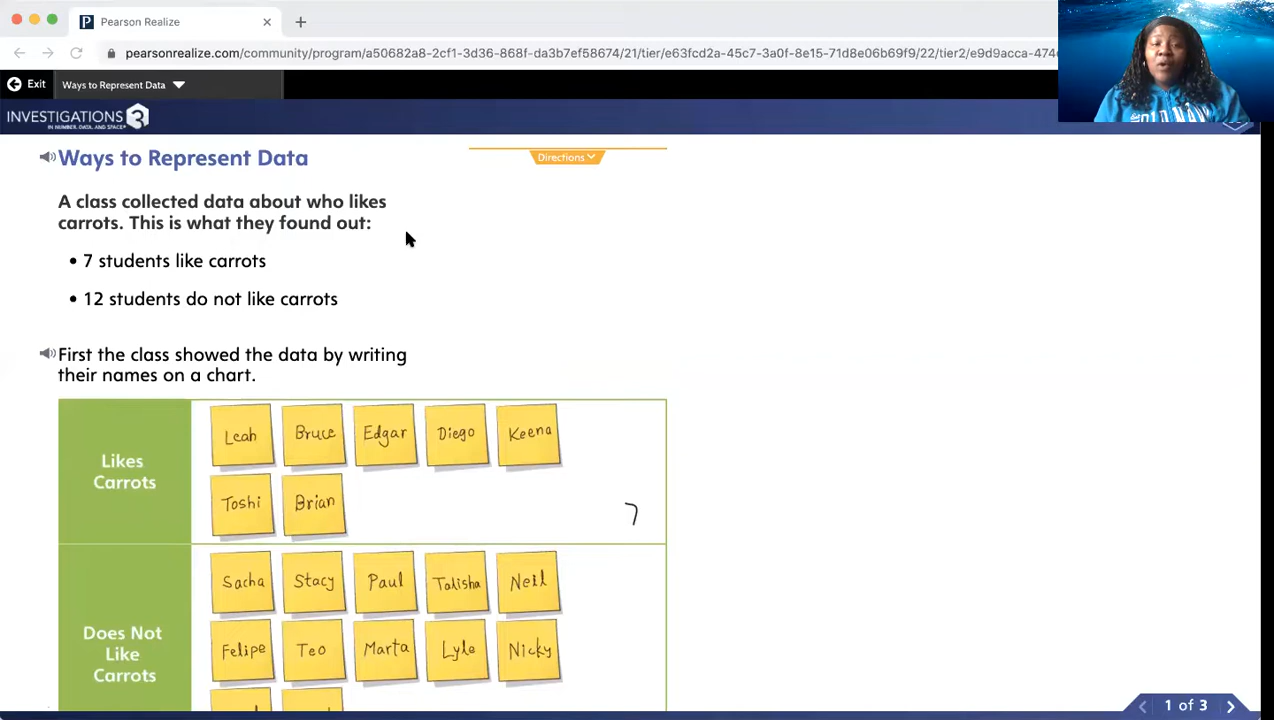 Pearson Realize
pearsonrealize.com/community/program/a50682a8-2cf1-3d36-868f-da3b7ef58674/21/tier/e63fcd2a-45c7-3a0f-8e15-71d8e06b69f9/22/tier2/e9d9acca-474
Exit
Ways to Represent Data
INVESTIGATIONS 3
IN NUMBER, DATA, AND SPACE®
Directions
Ways to Represent Data
A class collected data about who likes
carrots. This is what they found out:
• 7 students like carrots
• 12 students do not like carrots
First the class showed the data by writing
their names on a chart.
Likes
Carrots
Leah Bruce Edgar Diego Keena
Toshi Brian
7
Does Not
Like
Carrots
Sacha Stacy Paul Talisha Neil
Felipe Teo Marta Lyle Nicky
1 of 3